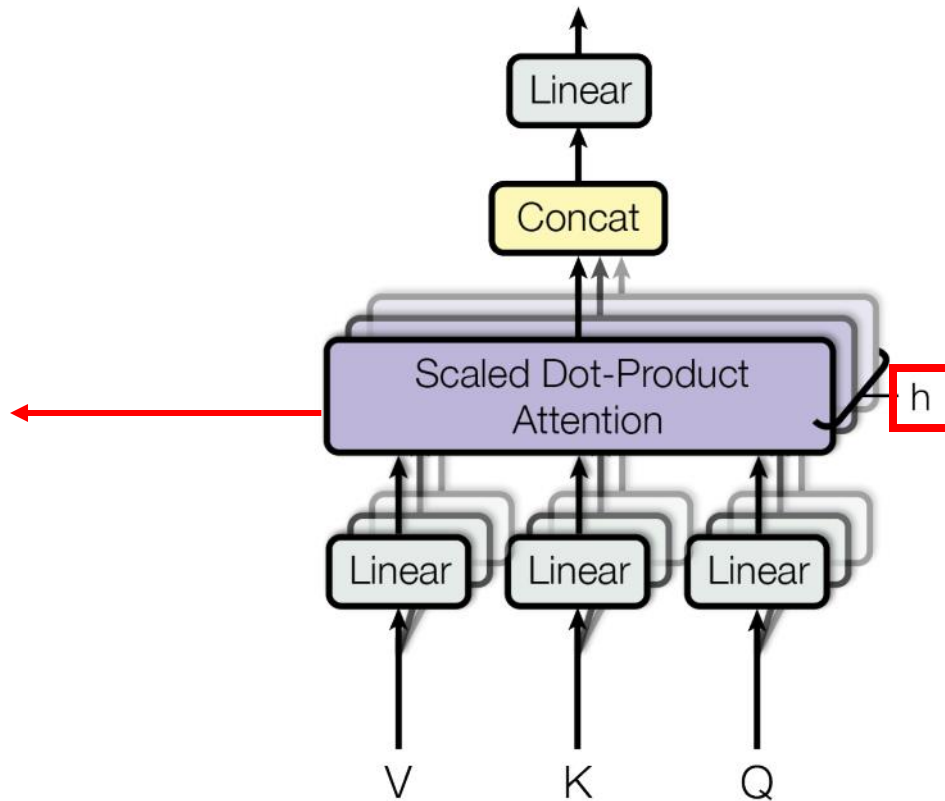 Linear
Concat
Scaled Dot-Product
Attention
h
Linear Linear Linear
V K Q